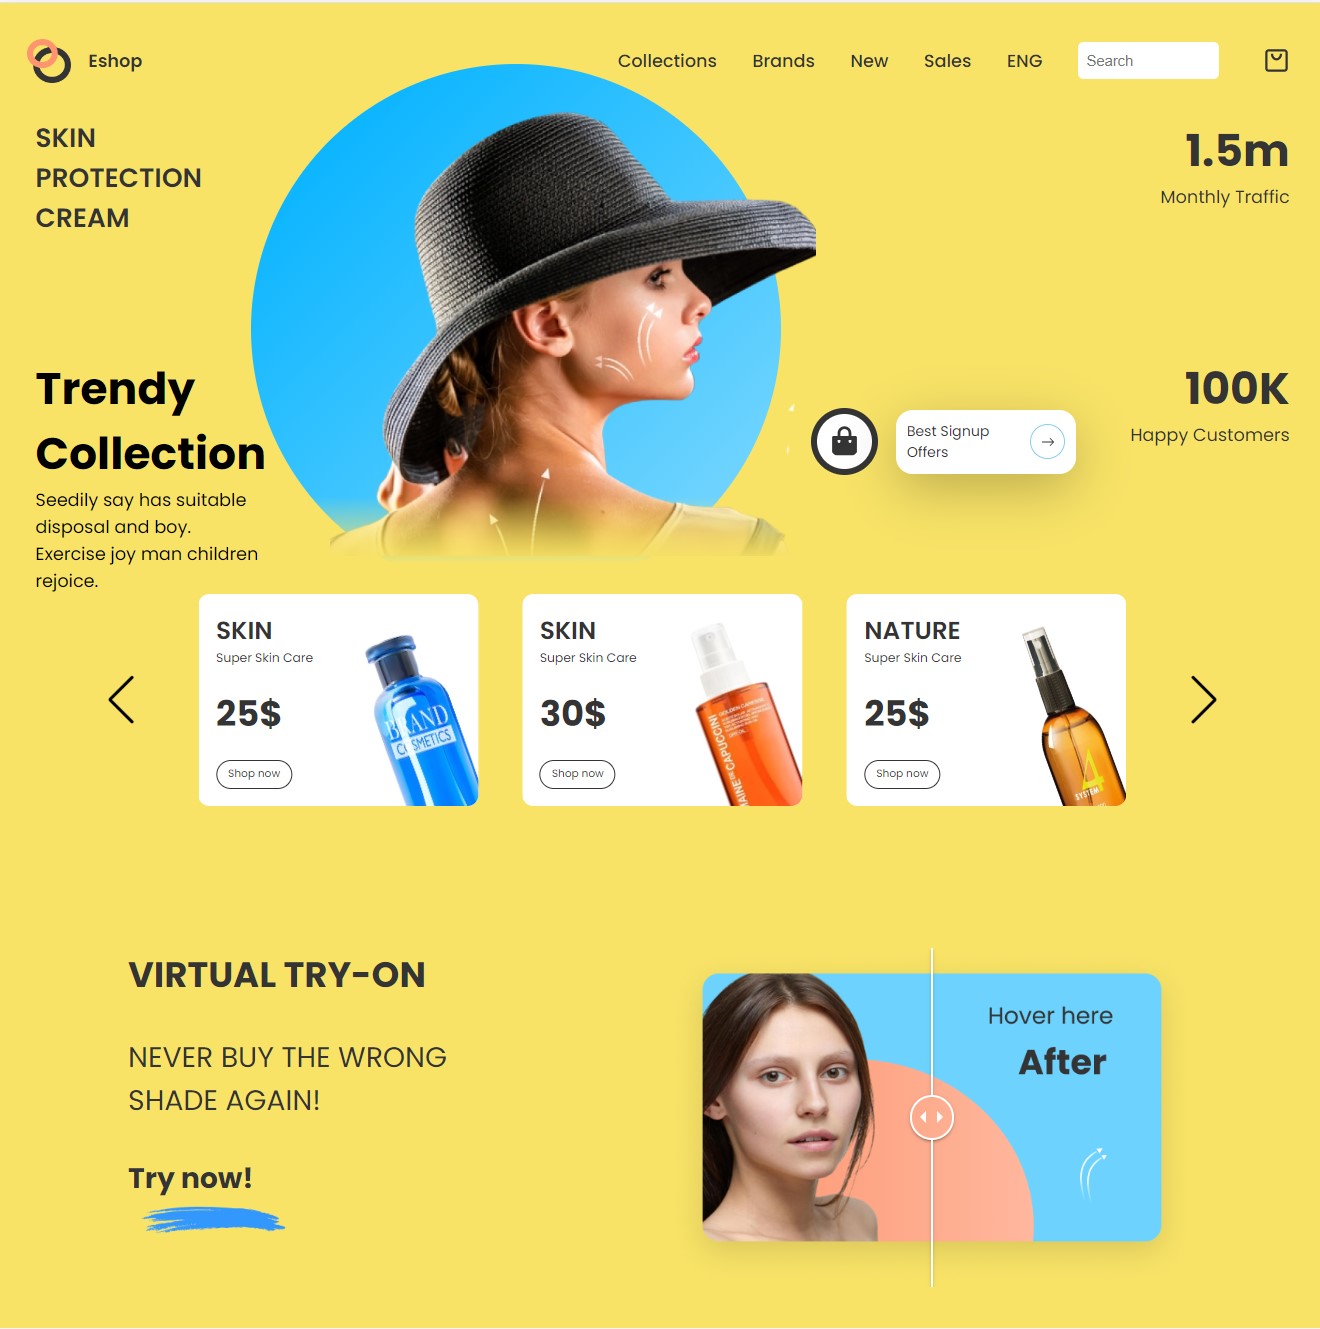 Eshop
Collections
Brands
New
Sales
ENG
Search
SKIN
PROTECTION
CREAM
1.5m
Monthly Traffic
Trendy
Collection
Seedily say has suitable
disposal and boy.
Exercise joy man children
rejoice.
Best Signup
Offers
100K
Happy Customers
SKIN
Super Skin Care
25$
Shop now
BRAND
COSMETICS
SKIN
Super Skin Care
30$
Shop now
NATURE
Super Skin Care
25$
Shop now
4
SYSTEM
VIRTUAL TRY-ON
NEVER BUY THE WRONG
SHADE AGAIN!
Try now!
Hover here
After